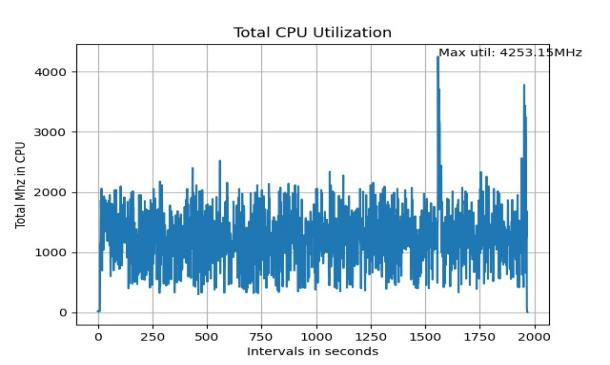 Total CPU Utilization
Max util: 4253.15MHz
4000
3000
2000
1000
0
Total Mhz in CPU
0 250 500 750 1000 1250 1500 1750 2000
Intervals in seconds